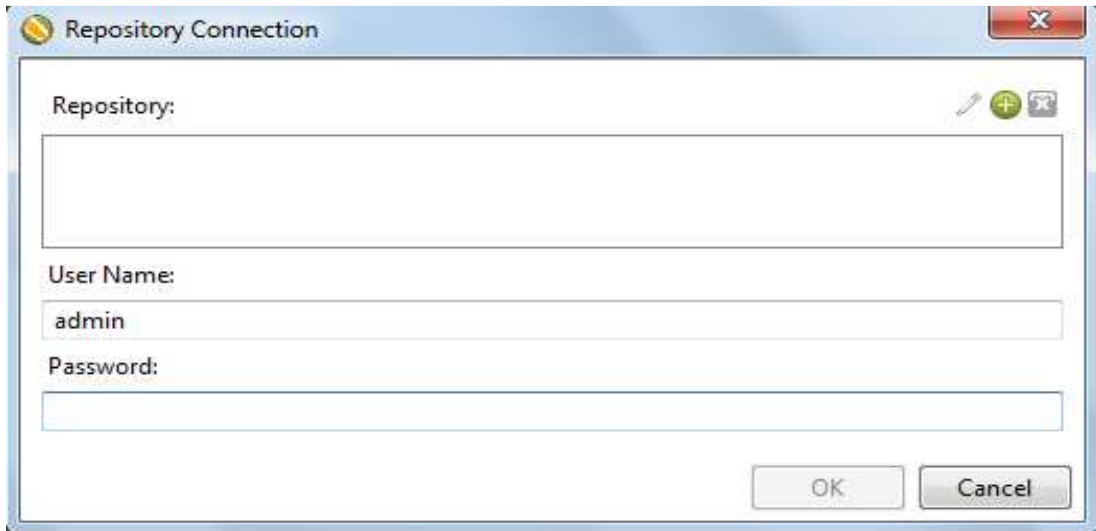 Repository Connection
Repository:
User Name:
admin
Password:
OK
Cancel